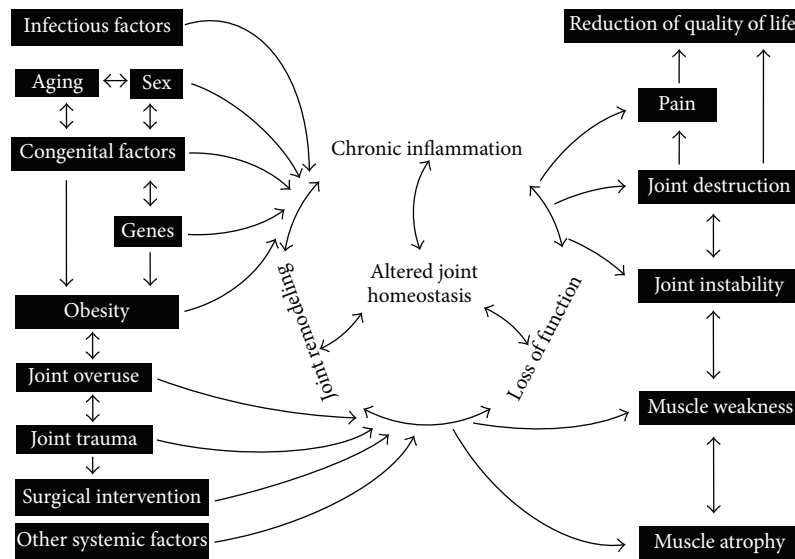 Infectious factors
Aging
Sex
Congenital factors
Genes
Obesity
Joint overuse
Joint trauma
Surgical intervention
Other systemic factors
Chronic inflammation
Altered joint
homeostasis
Joint remodeling
Loss of function
Reduction of quality of life
Pain
Joint destruction
Joint instability
Muscle weakness
Muscle atrophy